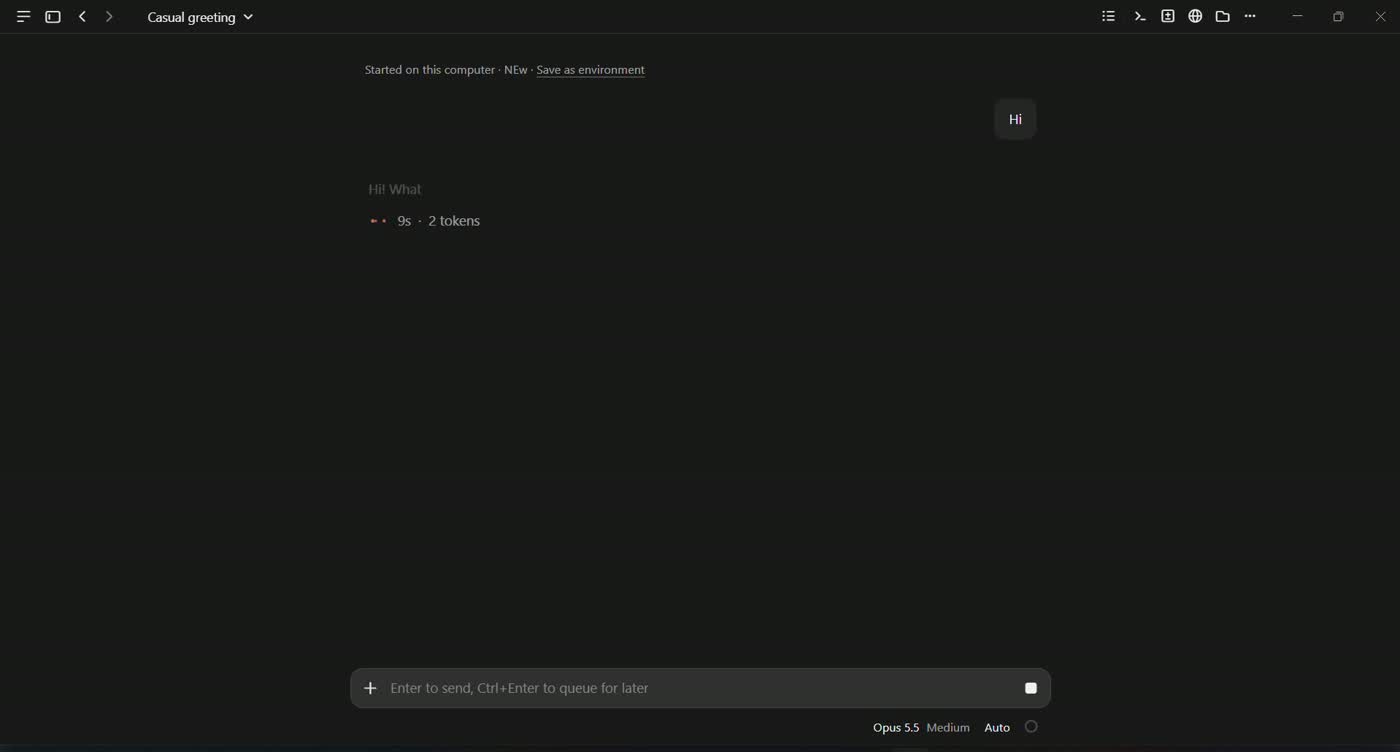 Casual greeting
Started on this computer · NEw · Save as environment
Hi
Hi! What
9s · 2 tokens
Enter to send, Ctrl+Enter to queue for later
Opus 5.5 Medium Auto